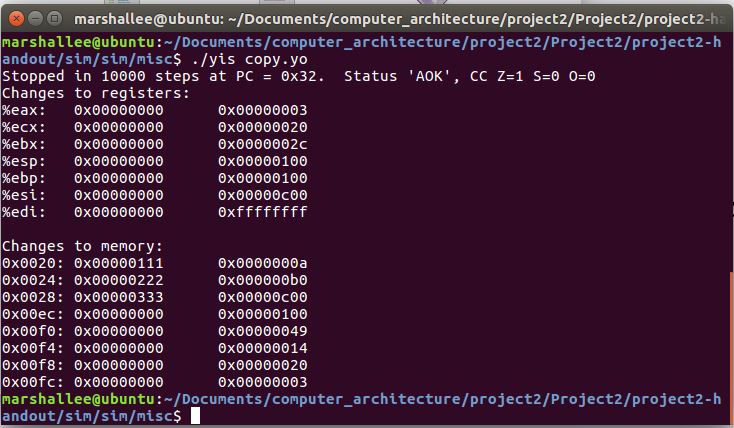 marshallee@ubuntu: ~/Documents/computer_architecture/project2/Project2/project2-ha
marshallee@ubuntu:~/Documents/computer_architecture/project2/Project2/project2-h
andout/sim/sim/misc$ ./yis copy.yo
Stopped in 10000 steps at PC = 0x32.  Status 'AOK', CC Z=1 S=0 O=0
Changes to registers:
%eax:   0x00000000      0x00000003
%ecx:   0x00000000      0x00000020
%ebx:   0x00000000      0x0000002c
%esp:   0x00000000      0x00000100
%ebp:   0x00000000      0x00000100
%esi:   0x00000000      0x00000c00
%edi:   0x00000000      0xffffffff
Changes to memory:
0x0020: 0x00000111      0x0000000a
0x0024: 0x00000222      0x000000b0
0x0028: 0x00000333      0x00000c00
0x00ec: 0x00000000      0x00000100
0x00f0: 0x00000000      0x00000049
0x00f4: 0x00000000      0x00000014
0x00f8: 0x00000000      0x00000020
0x00fc: 0x00000000      0x00000003
marshallee@ubuntu:~/Documents/computer_architecture/project2/Project2/project2-h
andout/sim/sim/misc$